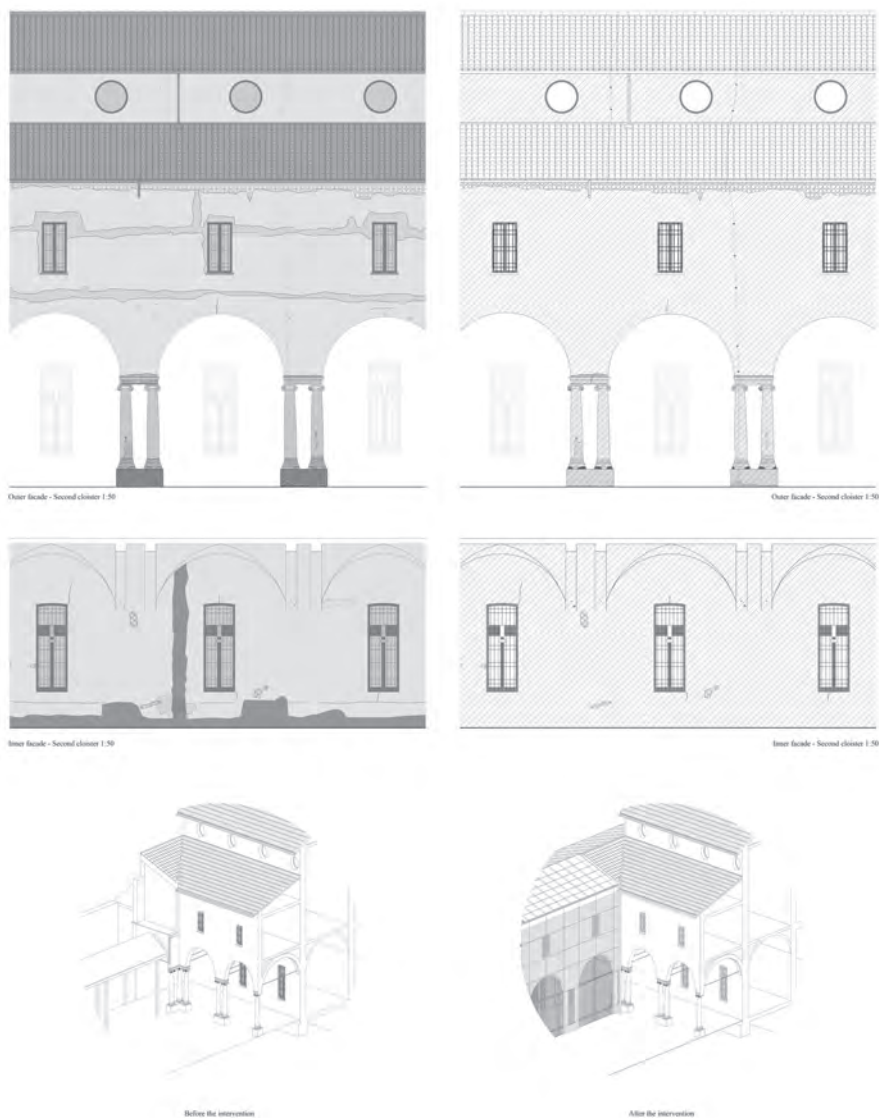 Outer facade - Second cloister 1:50
Outer facade - Second cloister 1:50
Inner facade - Second cloister 1:50
Inner facade - Second cloister 1:50
Before the intervention
After the intervention